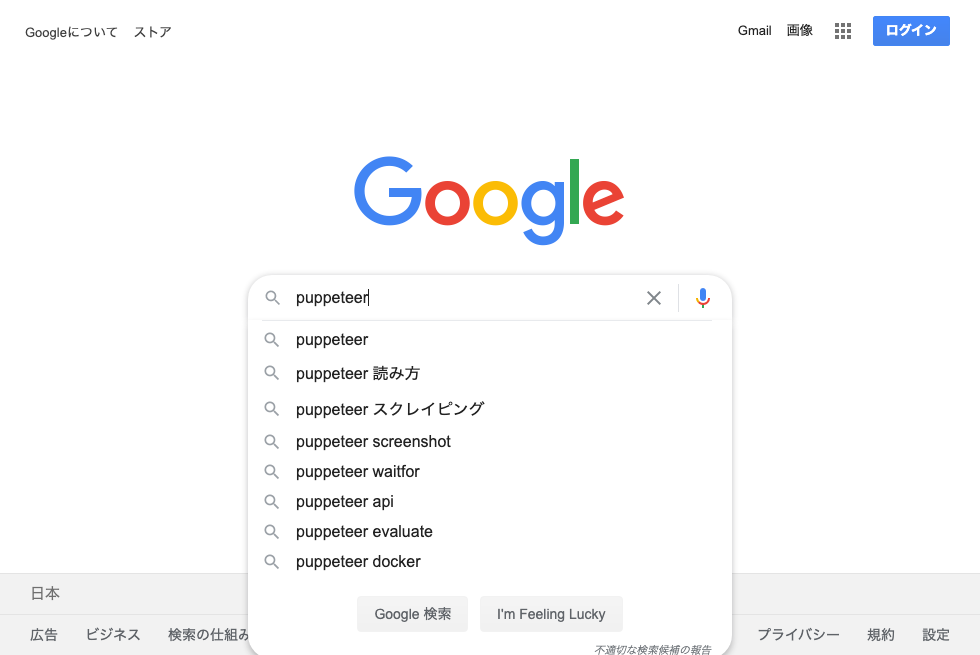 Googleについて ストア Gmail 画像 ログイン
Google
puppeteer
puppeteer
puppeteer 読み方
puppeteer スクレイピング
puppeteer screenshot
puppeteer waitfor
puppeteer api
puppeteer evaluate
puppeteer docker
Google 検索 I'm Feeling Lucky
不適切な検索候補の報告
日本
広告 ビジネス 検索の仕組み プライバシー 規約 設定